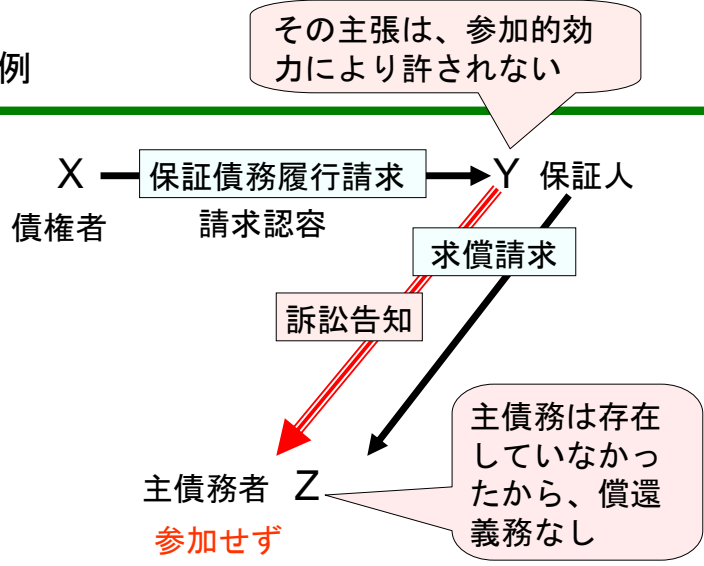 例
その主張は、参加的効
力により許されない
X 保証債務履行請求 Y 保証人
債権者 請求認容
求償請求
訴訟告知
主債務者 Z
参加せず
主債務は存在
していなかっ
たから、償還
義務なし